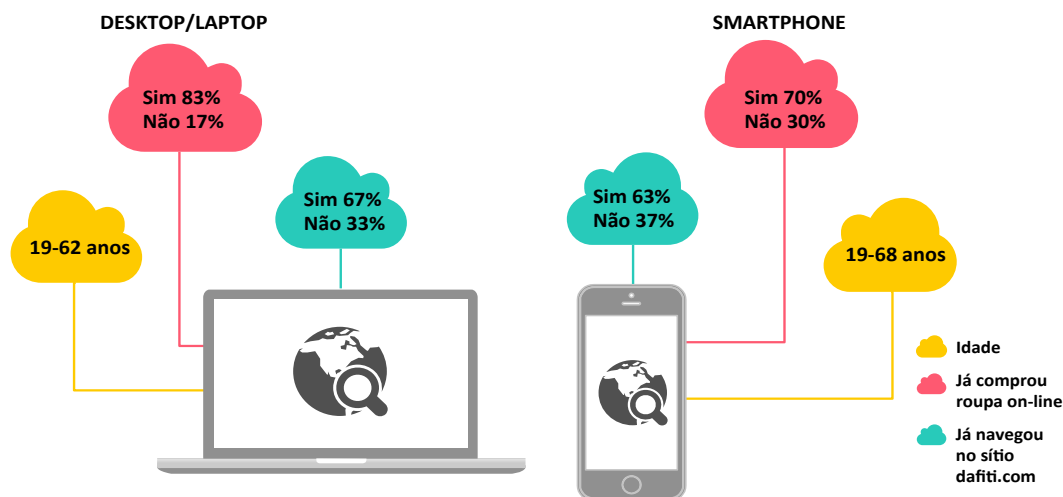 DESKTOP/LAPTOP
Sim 83%
Não 17%
Sim 67%
Não 33%
19-62 anos
SMARTPHONE
Sim 70%
Não 30%
Sim 63%
Não 37%
19-68 anos
Idade
Já comprou
roupa on-line
Já navegou
no sítio
dafiti.com